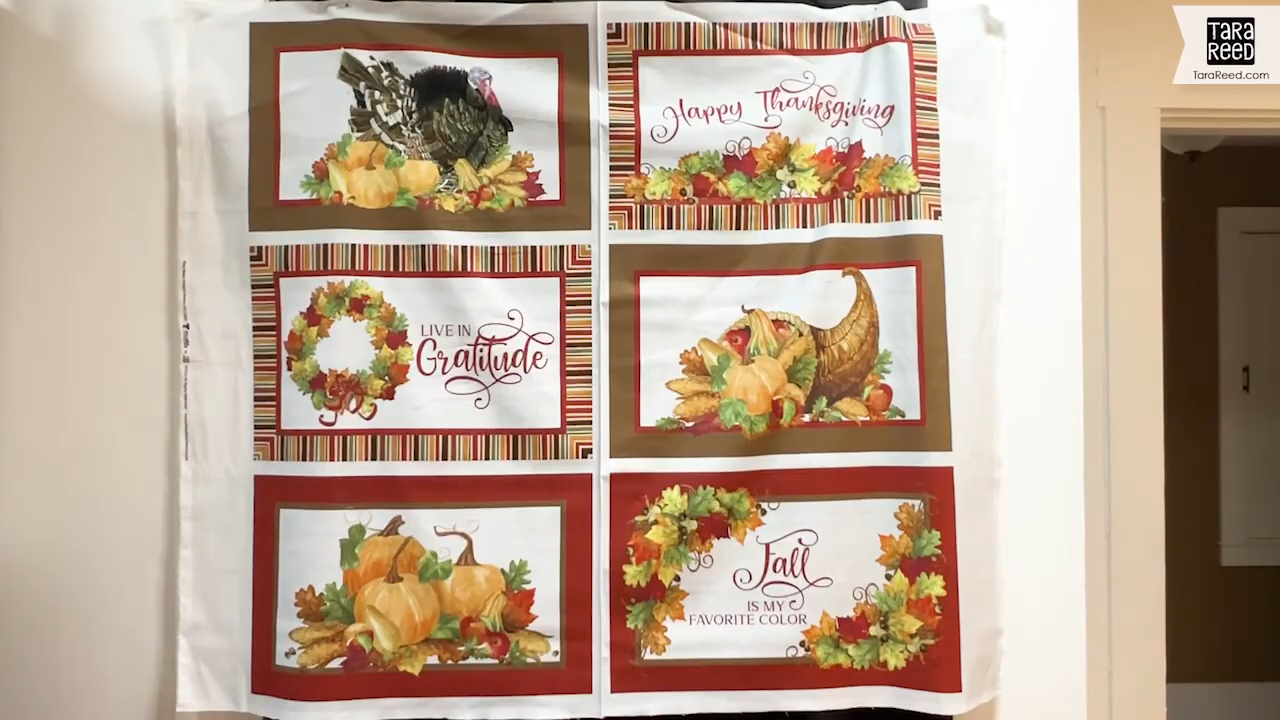 TARA
REED
TaraReed.com
Happy Thanksgiving
LIVE IN
Gratitude
Fall
IS MY
FAVORITE COLOR